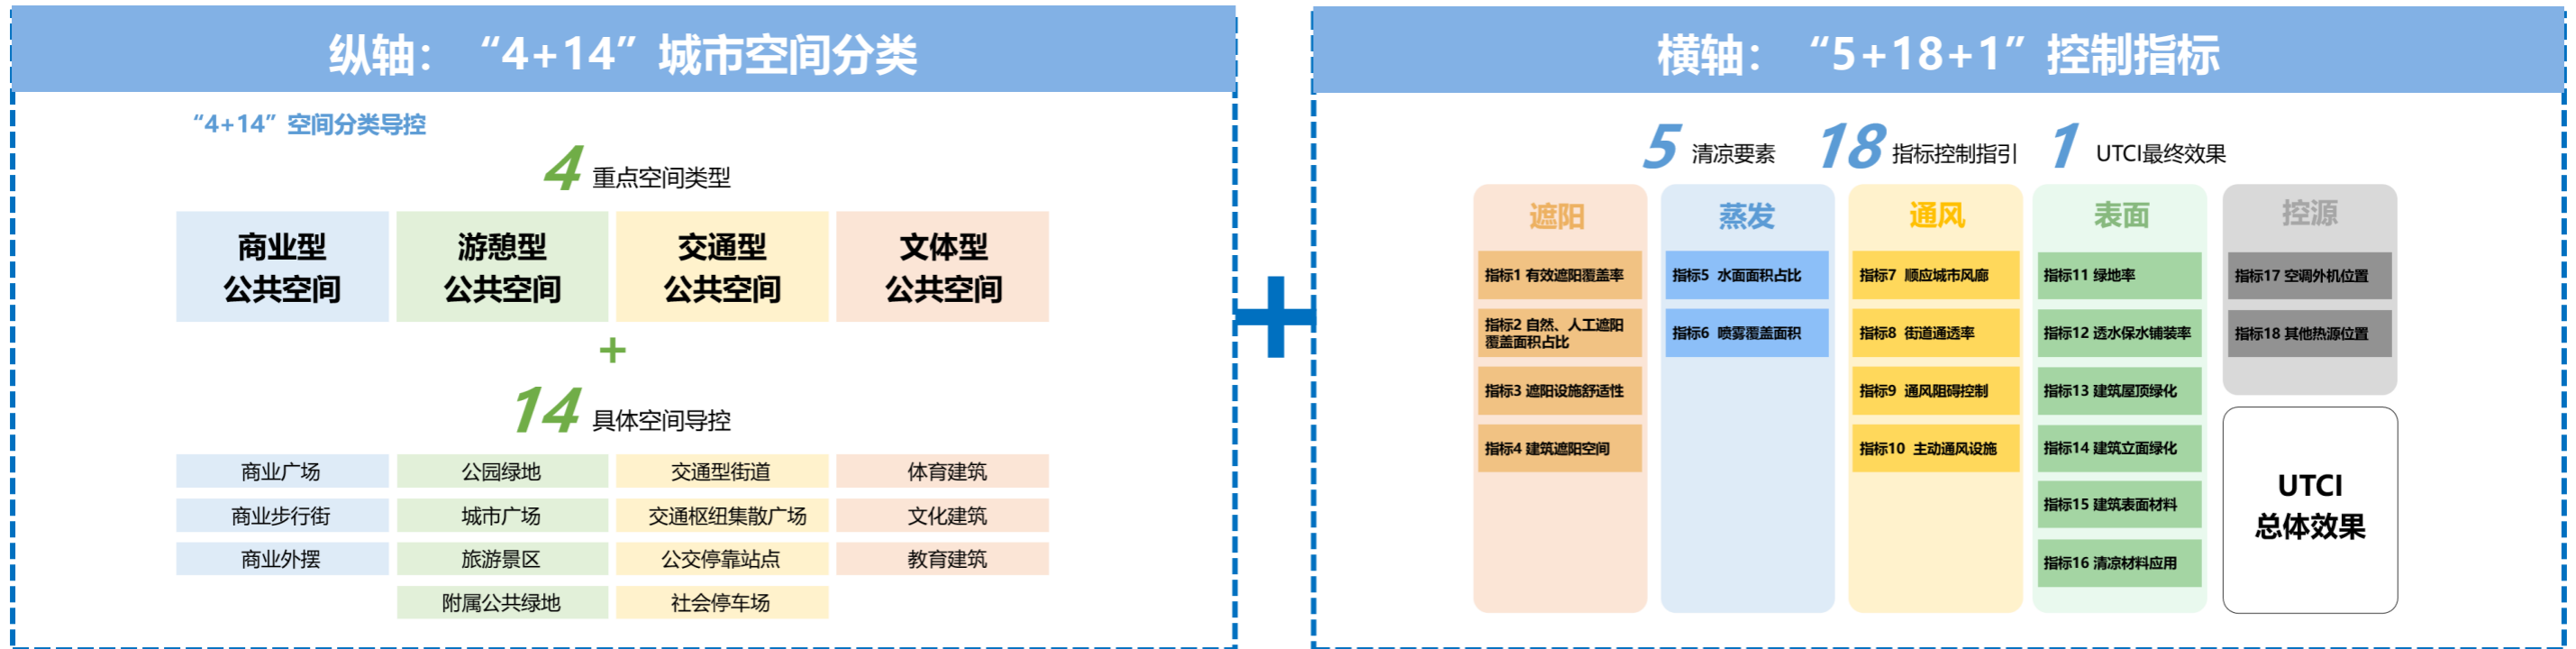 纵轴：“4+14”城市空间分类
“4+14”空间分类导控
4 重点空间类型
商业型
公共空间
游憩型
公共空间
交通型
公共空间
文体型
公共空间
+
14 具体空间导控
商业广场
商业步行街
商业外摆
公园绿地
城市广场
旅游景区
附属公共绿地
交通型街道
交通枢纽集散广场
公交停靠站点
社会停车场
体育建筑
文化建筑
教育建筑
+
横轴：“5+18+1”控制指标
5 清凉要素 18 指标控制指引 1 UTCI最终效果
遮阳
指标1 有效遮阳覆盖率
指标2 自然、人工遮阳
覆盖面积占比
指标3 遮阳设施舒适性
指标4 建筑遮阳空间
蒸发
指标5 水面面积占比
指标6 喷雾覆盖面积
通风
指标7 顺应城市风廊
指标8 街道通透率
指标9 通风阻碍控制
指标10 主动通风设施
表面
指标11 绿地率
指标12 透水保水铺装率
指标13 建筑屋顶绿化
指标14 建筑立面绿化
指标15 建筑表面材料
指标16 清凉材料应用
控源
指标17 空调外机位置
指标18 其他热源位置
UTCI
总体效果